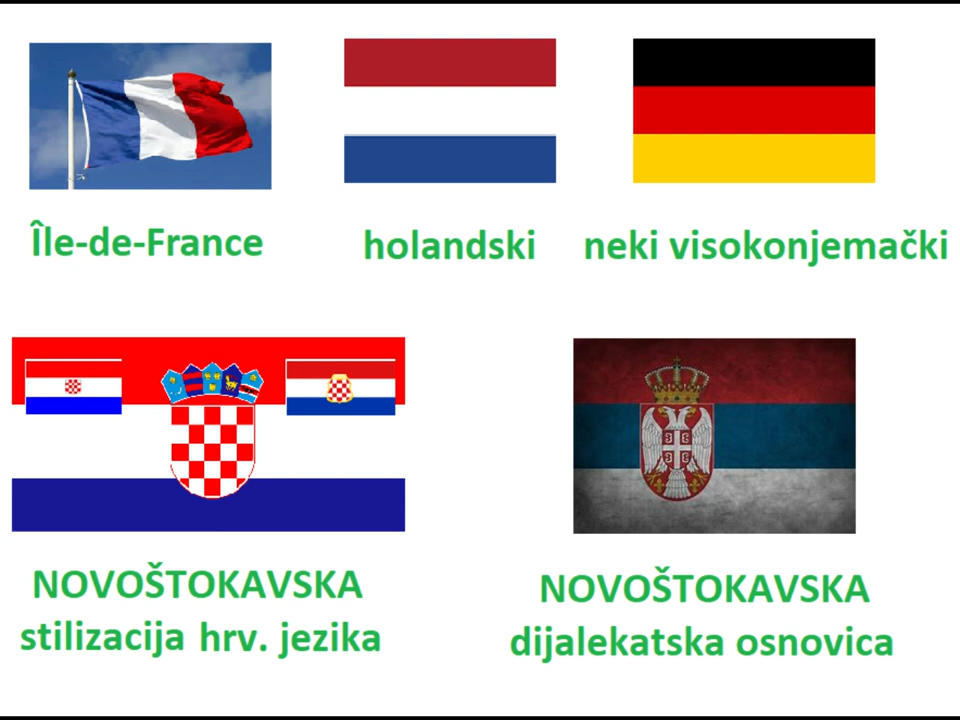 Île-de-France
holandski
neki visokonjemački
NOVOŠTOKAVSKA
stilizacija hrv. jezika
NOVOŠTOKAVSKA
dijalekatska osnovica